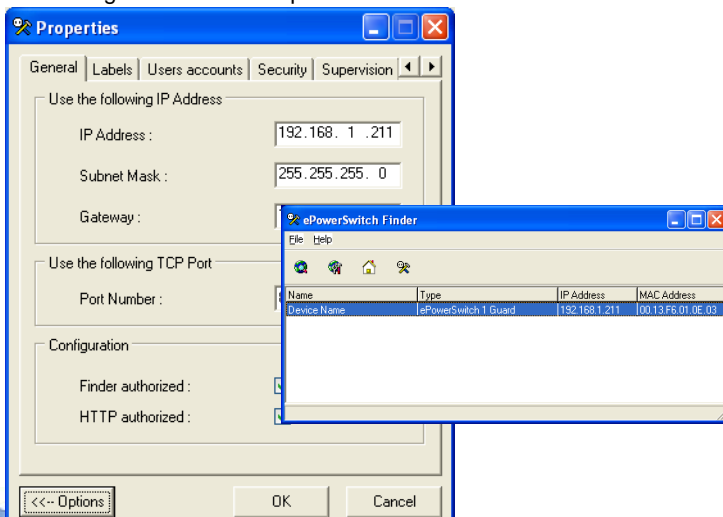 Properties
General Labels Users accounts Security Supervision
Use the following IP Address
IP Address : 192.168. 1 .211
Subnet Mask : 255.255.255. 0
Gateway :
Use the following TCP Port
Port Number :
Configuration
Finder authorized :
HTTP authorized :
<<-- Options OK Cancel
ePowerSwitch Finder
File Help
Name Type IP Address MAC Address
Device Name ePowerSwitch 1 Guard 192.168.1.211 00.13.F6.01.0E.03